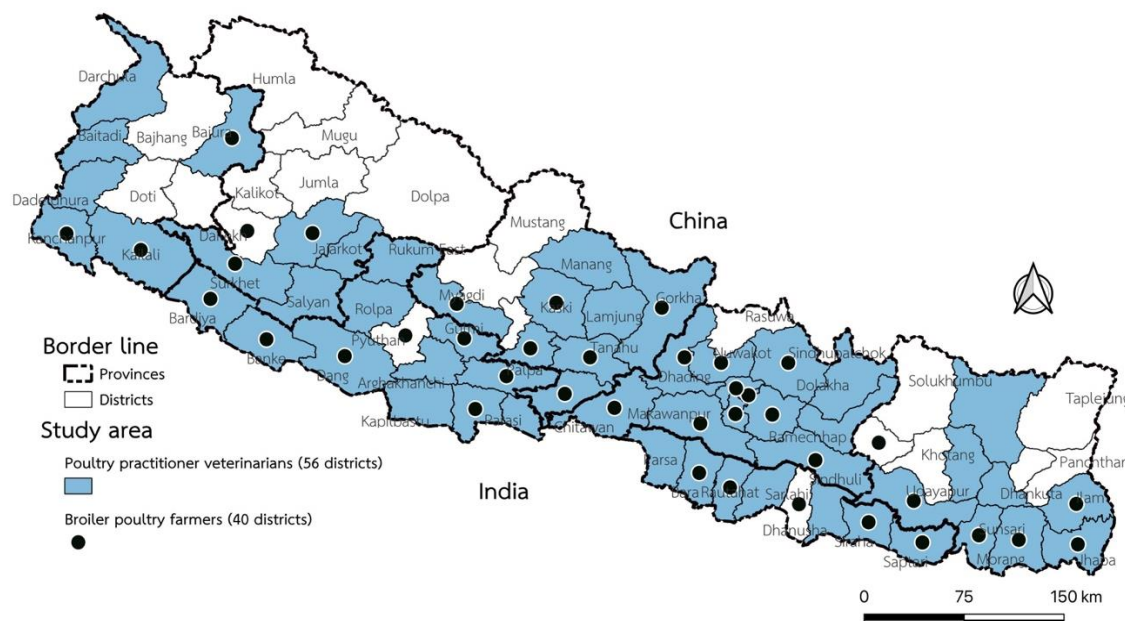 Darchula
Humla
Baitadi
Bajhang
Bajura
Mugu
Dadeldhura
Doti
Kalikot
Jumla
Dolpa
Mustang
China
Kanchanpur
Kailali
Dailekh
Jajarkot
Rukum East
Manang
Surkhet
Salyan
Myagdi
Kaski
Gorkha
Bardiya
Rolpa
Lamjung
Rasuwa
Gulmi
Pyuthan
Tanahu
Nuwakot
Sindhupalchok
Banke
Dang
Arghakhanchi
Palpa
Dhading
Dolakha
Solukhumbu
Taplejung
Kapilbastu
Parasi
Chitawan
Makawanpur
Ramechhap
Khotang
Panchthar
Parsa
Bara
Rautahat
Sindhuli
Sarlahi
Udayapur
Dhankuta
Ilam
Dhanusha
Siraha
Saptari
Sunsari
Morang
Jhapa
India
Border line
Provinces
Districts
Study area
Poultry practitioner veterinarians (56 districts)
Broiler poultry farmers (40 districts)
0 75 150 km